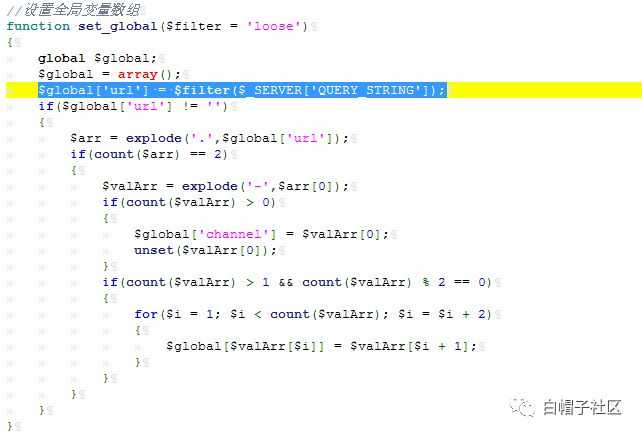 //设置全局变量数组
function set_global($filter = 'loose')
{
global $global;
$global = array();
$global['url'] = $filter($_SERVER['QUERY_STRING']);
if($global['url'] != '')
{
$arr = explode('.',$global['url']);
if(count($arr) == 2)
{
$valArr = explode('-',$arr[0]);
if(count($valArr) > 0)
{
$global['channel'] = $valArr[0];
unset($valArr[0]);
}
if(count($valArr) > 1 && count($valArr) % 2 == 0)
{
for($i = 1; $i < count($valArr); $i = $i + 2)
{
$global[$valArr[$i]] = $valArr[$i + 1];
}
}
}
}
}
白帽子社区